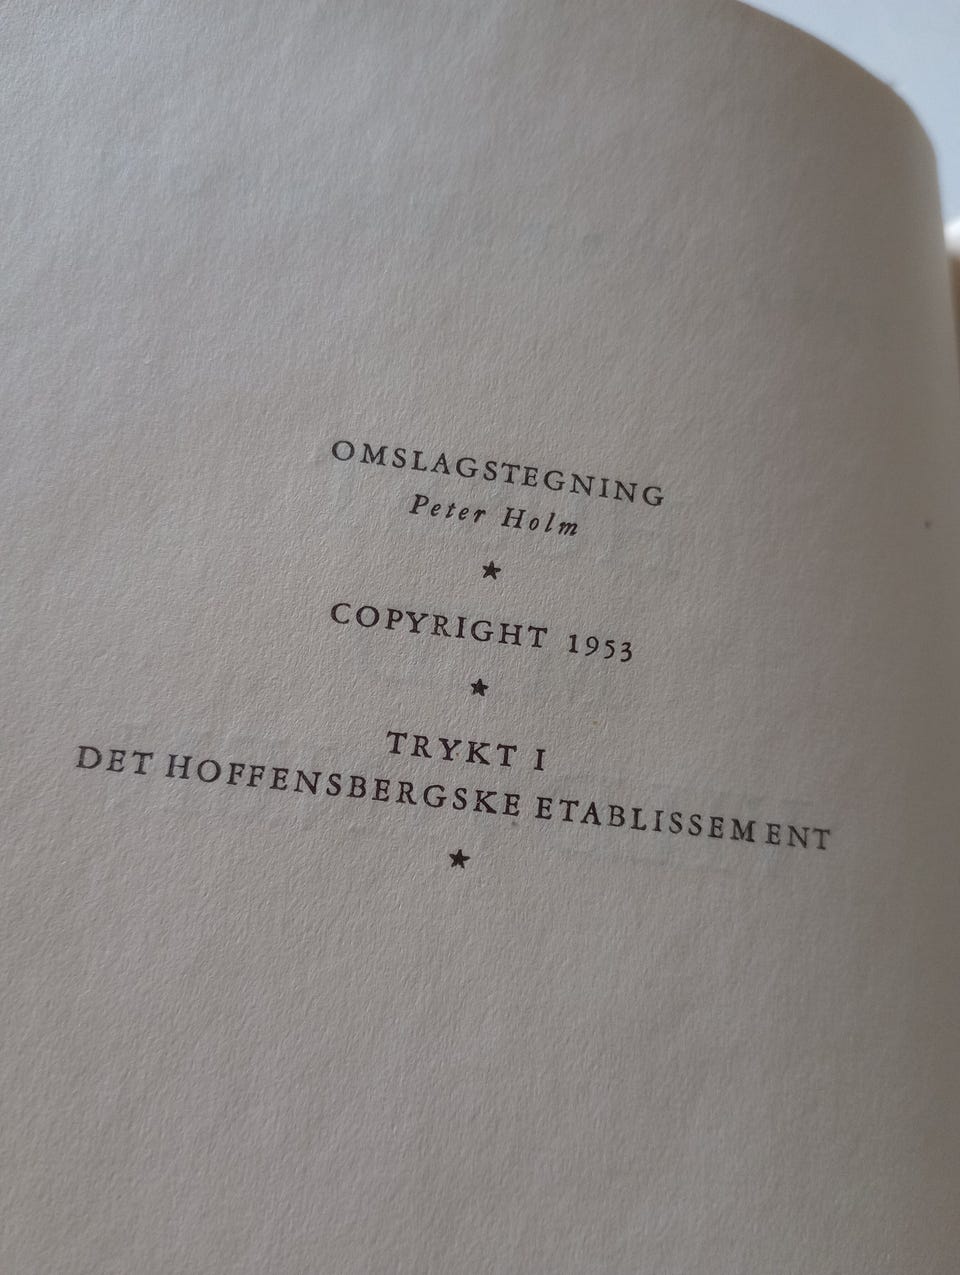 OMSLAGSTEGNING
Peter Holm
★
COPYRIGHT 1953
★
TRYKT I
DET HOFFENSBERGSKE ETABLISSEMENT
★